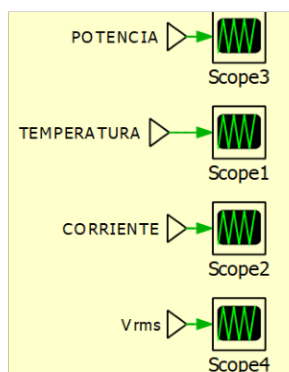 POTENCIA
Scope3
TEMPERATURA
Scope1
CORRIENTE
Scope2
Vrms
Scope4